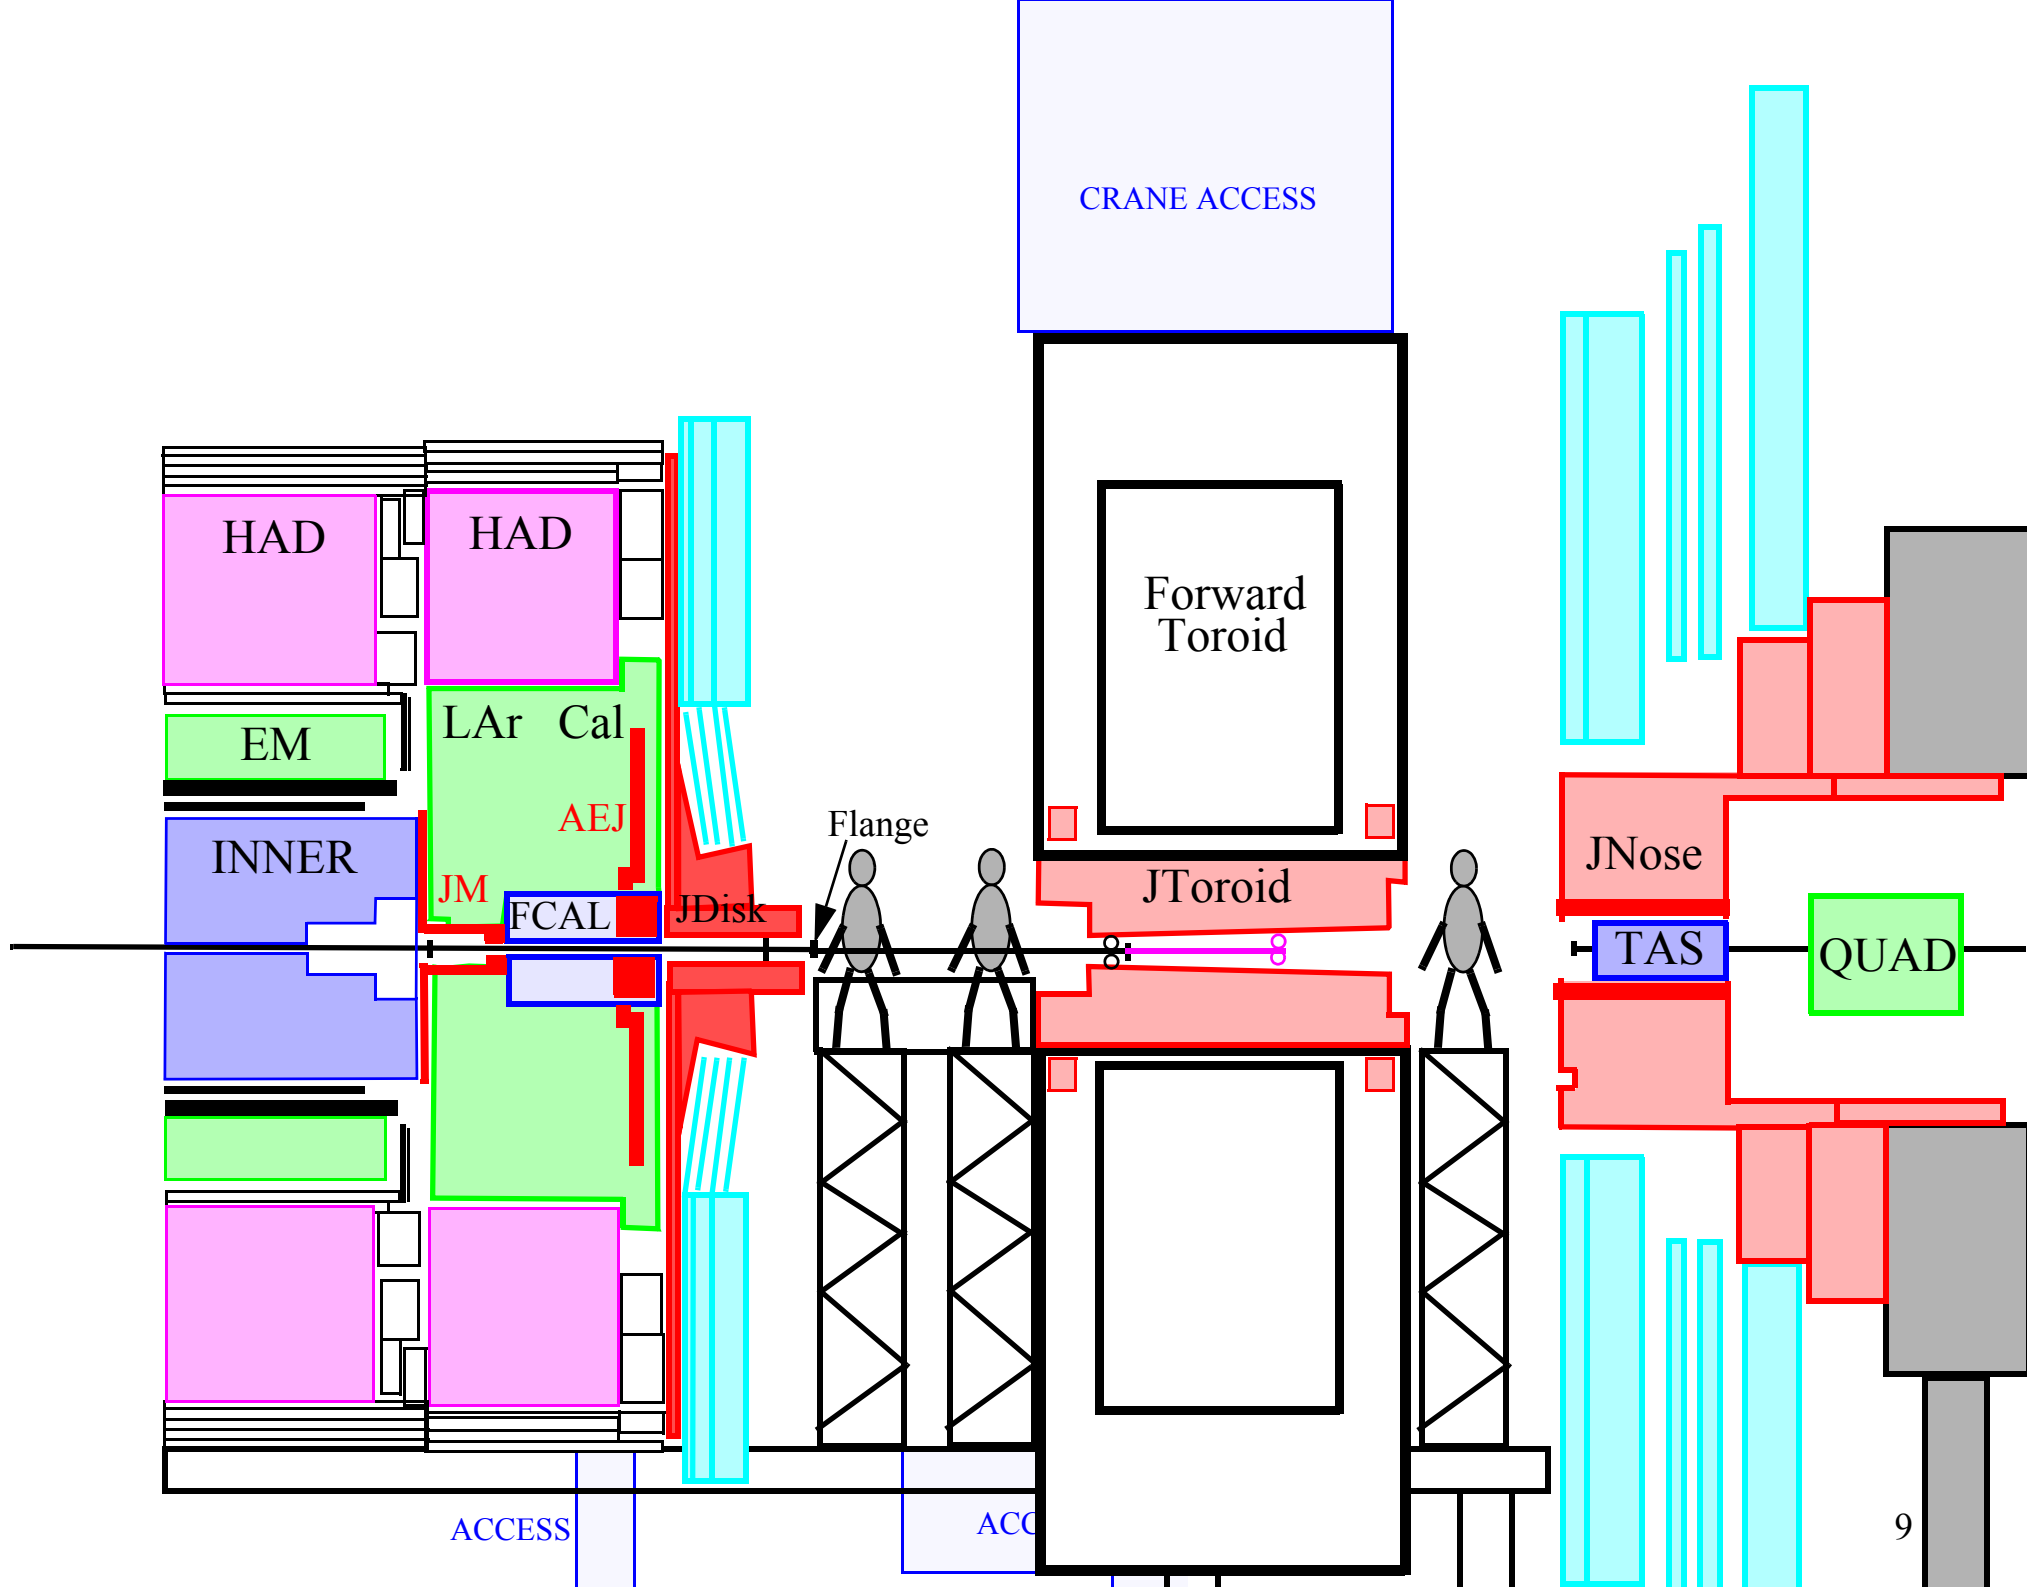 CRANE ACCESS
HAD
HAD
Forward
Toroid
LAr Cal
EM
AEJ
Flange
INNER
JNose
JM
JToroid
FCAL
JDisk
TAS
QUAD
ACCESS
ACC
9